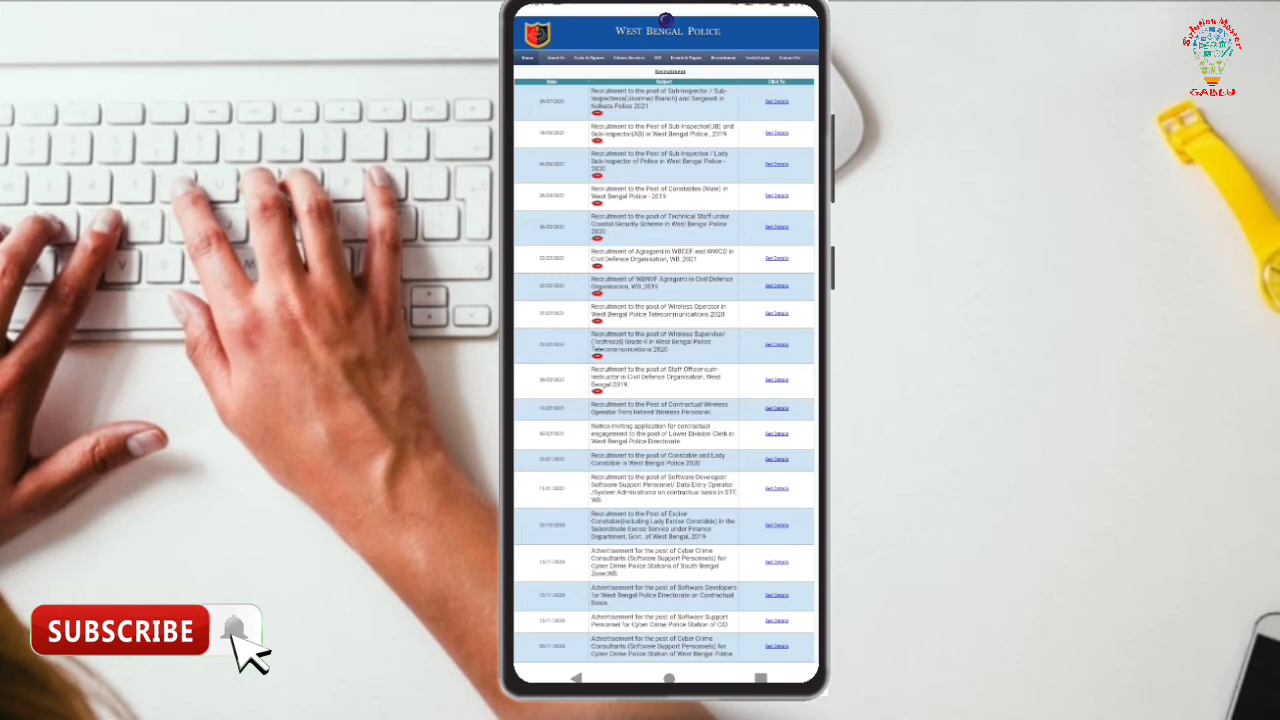 WEST BENGAL POLICE
Home
About Us
Events & Tropies
Recruitment
Recruitment
Date
Subject
Click To
Recruitment to the post of Sub-Inspector / Sub-
Inspectress(Unarmed Branch) and Sergeant in
Kolkata Police 2021
Get Details
Recruitment to the Post of Sub-Inspector(UB) and
Sub-Inspector(AB) in West Bengal Police , 2019
Get Details
Recruitment to the Post of Sub-Inspector / Lady
Sub-Inspector of Police in West Bengal Police -
2020
Get Details
Recruitment to the Post of Constables (Male) in
West Bengal Police - 2019
Get Details
Recruitment to the post of Technical Staff under
Coastal Security Scheme in West Bengal Police
2020
Get Details
Recruitment of Agragami in WBCEF and WWCD in
Civil Defence Organisation, WB ,2021
Get Details
Recruitment of WBNVF Agragami in Civil Defence
Organisation, WB ,2019
Get Details
Recruitment to the post of Wireless Operator in
West Bengal Police Telecommunications 2020
Get Details
Recruitment to the post of Wireless Supervisor
(Technical) Grade-II in West Bengal Police
Telecommunications 2020
Get Details
Recruitment to the post of Staff Officer-cum-
Instructor in Civil Defence Organisation, West
Bengal 2019.
Get Details
Recruitment to the Post of Contractual Wireless
Operator from Retired Wireless Personnel.
Get Details
Notice inviting application for contractual
engagement to the post of Lower Division Clerk in
West Bengal Police Directorate.
Get Details
Recruitment to the post of Constable and Lady
Constable in West Bengal Police 2020
Get Details
Recruitment to the post of Software Developer/
Software Support Personnel/ Data Entry Operator
/System Administrator on contractual basis in STF,
WB.
Get Details
Recruitment to the Post of Excise
Constable(Including Lady Excise Constable) in the
Subordinate Excise Service under Finance
Department, Govt. of West Bengal, 2019
Get Details
Advertisement for the post of Cyber Crime
Consultants (Software Support Personnels) for
Cyber Crime Police Stations of South Bengal
Zone,WB.
Get Details
Advertisement for the post of Software Developers
for West Bengal Police Directorate on Contractual
Basis
Get Details
Advertisement for the post of Software Support
Personnel for Cyber Crime Police Station of CID
Get Details
Advertisement for the post of Cyber Crime
Consultants (Software Support Personnels) for
Cyber Crime Police Station of West Bengal Police
Get Details
SUBSCRIBE
Solution Master
GABLU